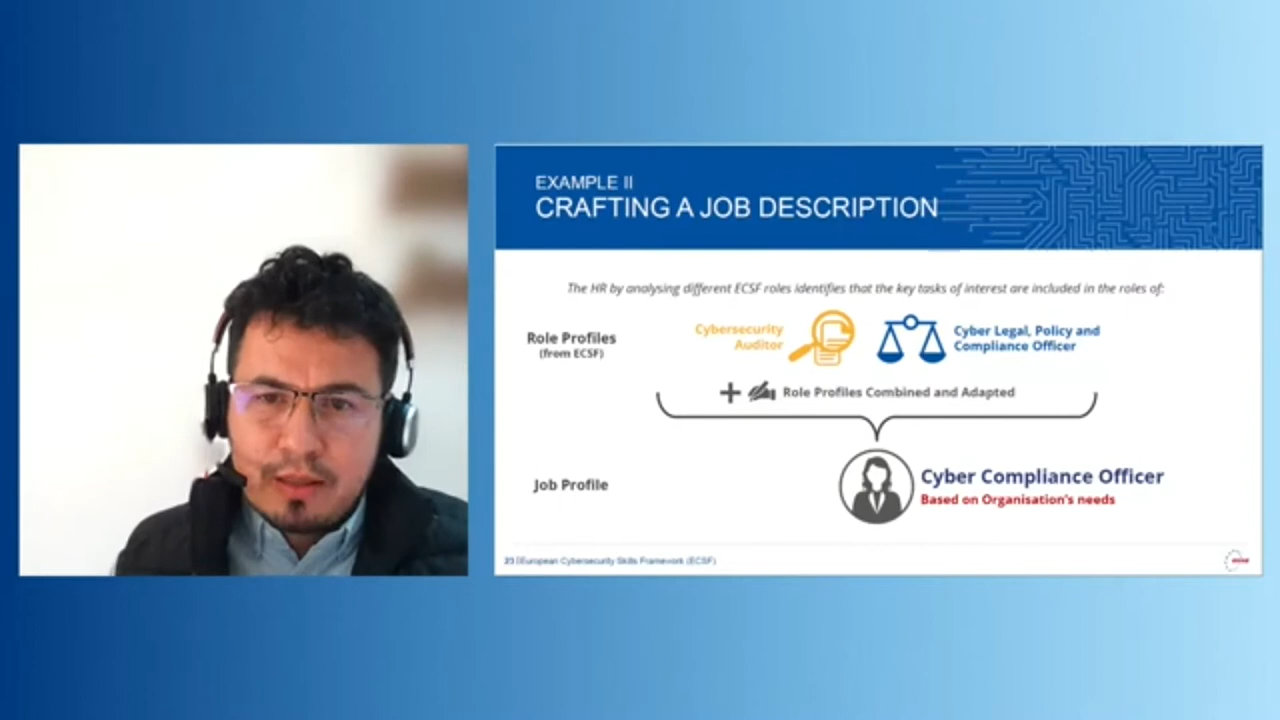 EXAMPLE II
CRAFTING A JOB DESCRIPTION
The HR by analysing different ECSF roles identifies that the key tasks of interest are included in the roles of:
Role Profiles
(from ECSF)
Cybersecurity
Auditor
Cyber Legal, Policy and
Compliance Officer
Role Profiles Combined and Adapted
Job Profile
Cyber Compliance Officer
Based on Organisation's needs
23 | European Cybersecurity Skills Framework (ECSF)